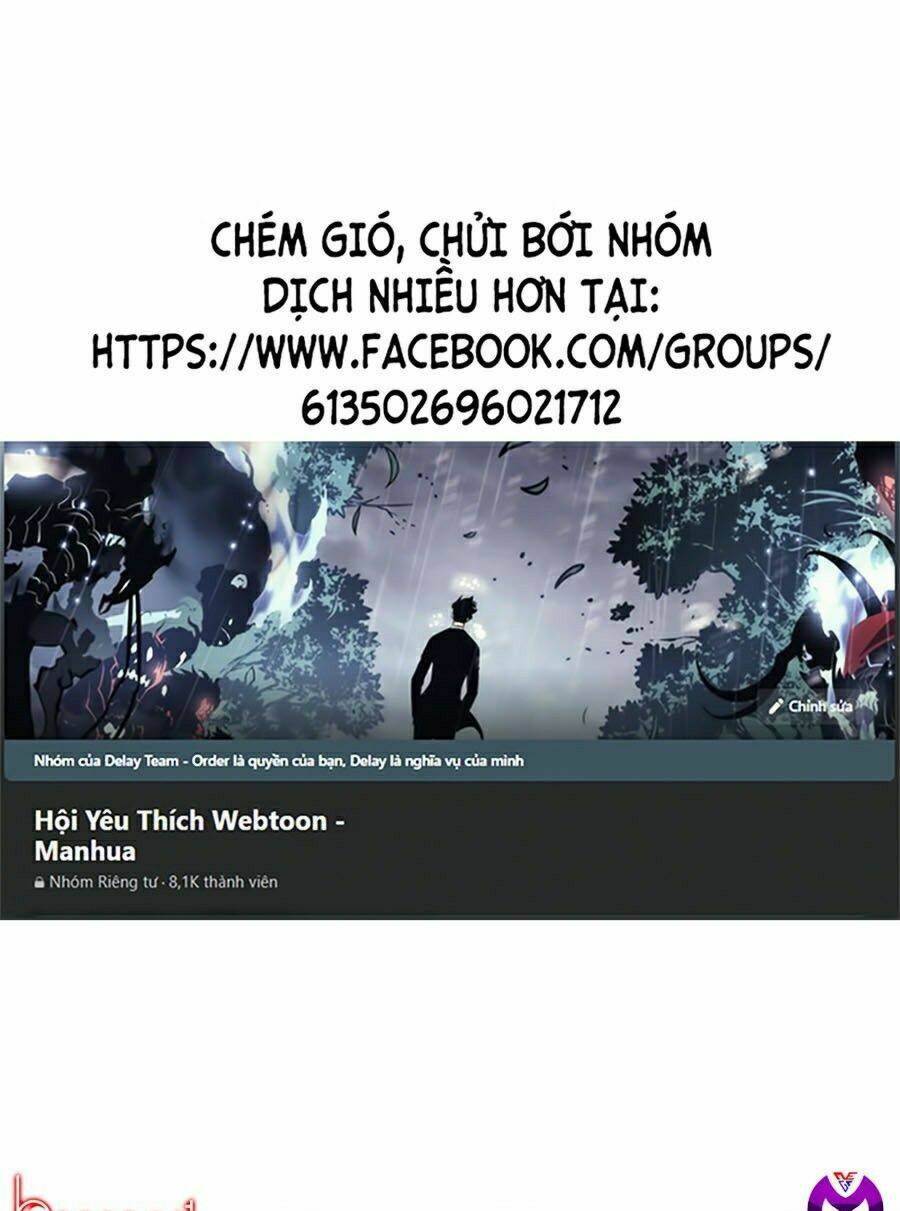 CHÉM GIÓ, CHỬI BỚI NHÓM
DỊCH NHIỀU HƠN TẠI:
HTTPS://WWW.FACEBOOK.COM/GROUPS/
613502696021712
Chỉnh sửa
Nhóm của Delay Team - Order là quyền của bạn, Delay là nghĩa vụ của mình
Hội Yêu Thích Webtoon -
Manhua
Nhóm Riêng tư · 8,1K thành viên